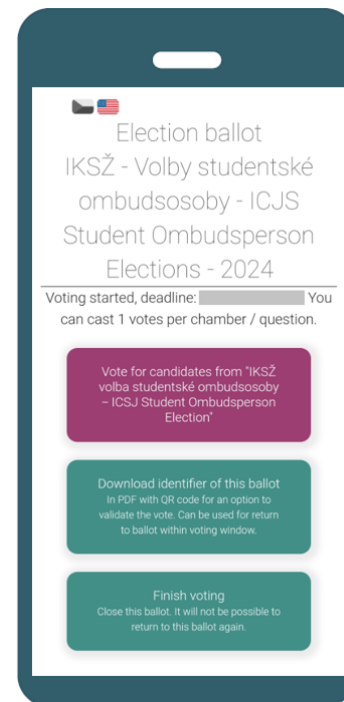 Election ballot
IKSŽ - Volby studentské
ombudsosoby - ICJS
Student Ombudsperson
Elections - 2024
Voting started, deadline: You
can cast 1 votes per chamber / question.
Vote for candidates from "IKSŽ
volba studentské ombudsosoby
– ICSJ Student Ombudsperson
Election"
Download identifier of this ballot
In PDF with QR code for an option to
validate the vote. Can be used for return
to ballot within voting window.
Finish voting
Close this ballot. It will not be possible to
return to this ballot again.